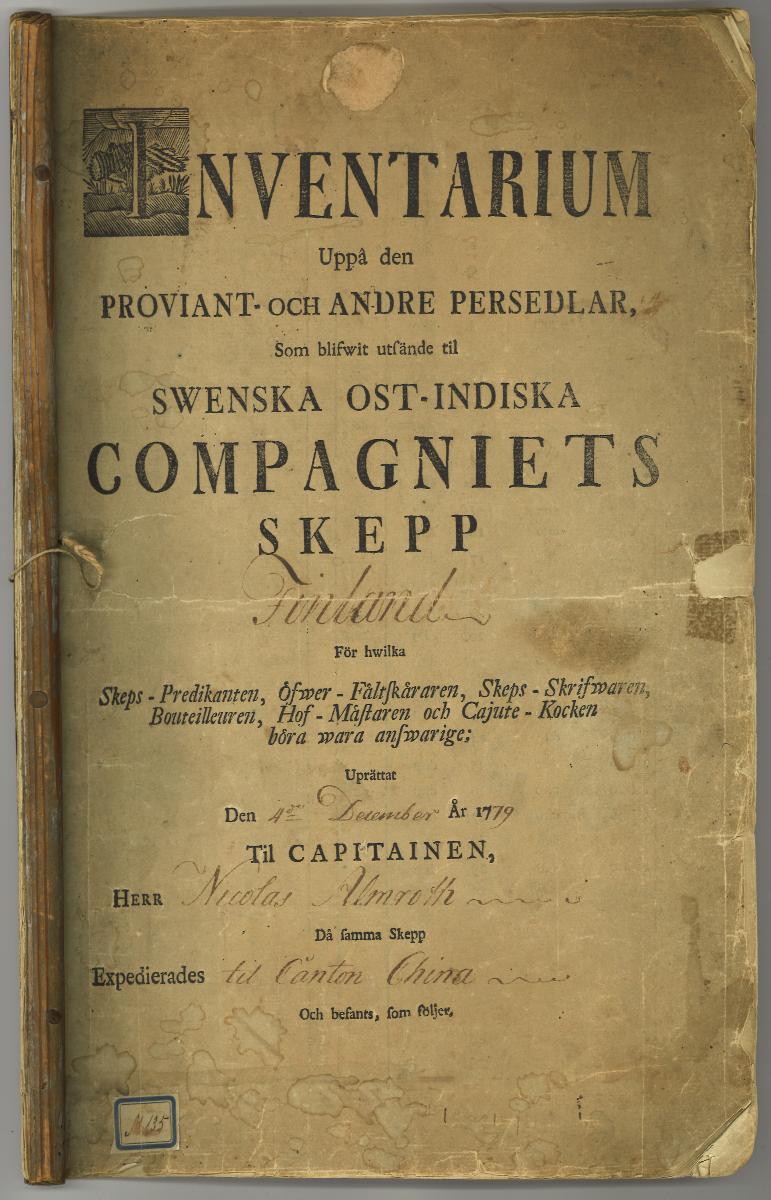 INVENTARIUM
Uppå den
PROVIANT- OCH ANDRE PERSEDLAR,
Som blifwit utſände til
SWENSKA OST-INDISKA
COMPAGNIETS
SKEPP
Finland
För hwilka
Skeps - Predikanten, Öfwer - Fältſkäraren, Skeps - Skrifwaren,
Bouteilleuren, Hof - Mäſtaren och Cajute - Kocken
böra wara anſwarige;
Uprättat
Den 4de December År 1779
Til CAPITAINEN,
HERR Nicolas Almroth
Då ſamma Skepp
Expedierades til Canton China
Och befants, ſom följer.
N 135